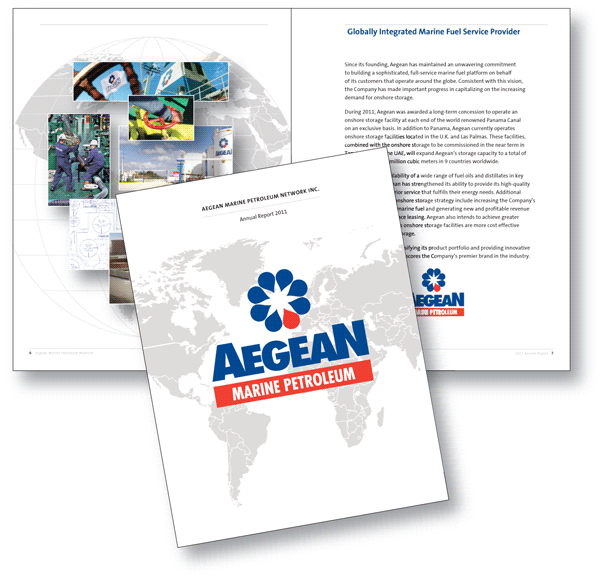 Globally Integrated Marine Fuel Service Provider
Since its founding, Aegean has maintained an unwavering commitment
to building a sophisticated, full-service marine fuel platform on behalf
of its customers that operate around the globe. Consistent with this vision,
the Company has made important progress in capitalizing on the increasing
demand for onshore storage.
During 2011, Aegean was awarded a long-term concession to operate an
onshore storage facility at each end of the world renowned Panama Canal
on an exclusive basis. In addition to Panama, Aegean currently operates
onshore storage facilities located in the U.K. and Las Palmas. These facilities,
combined with the onshore storage to be commissioned in the near term in
the UAE, will expand Aegean's storage capacity to a total of
million cubic meters in 9 countries worldwide.
of a wide range of fuel oils and distillates in key
has strengthened its ability to provide its high-quality
service that fulfills their energy needs. Additional
onshore storage strategy include increasing the Company's
marine fuel and generating new and profitable revenue
leasing. Aegean also intends to achieve greater
onshore storage facilities are more cost effective
its product portfolio and providing innovative
the Company's premier brand in the industry.
AEGEAN
MARINE PETROLEUM
6 Aegean Marine Petroleum Network
2011 Annual Report 7
AEGEAN MARINE PETROLEUM NETWORK INC.
Annual Report 2011
AEGEAN
MARINE PETROLEUM